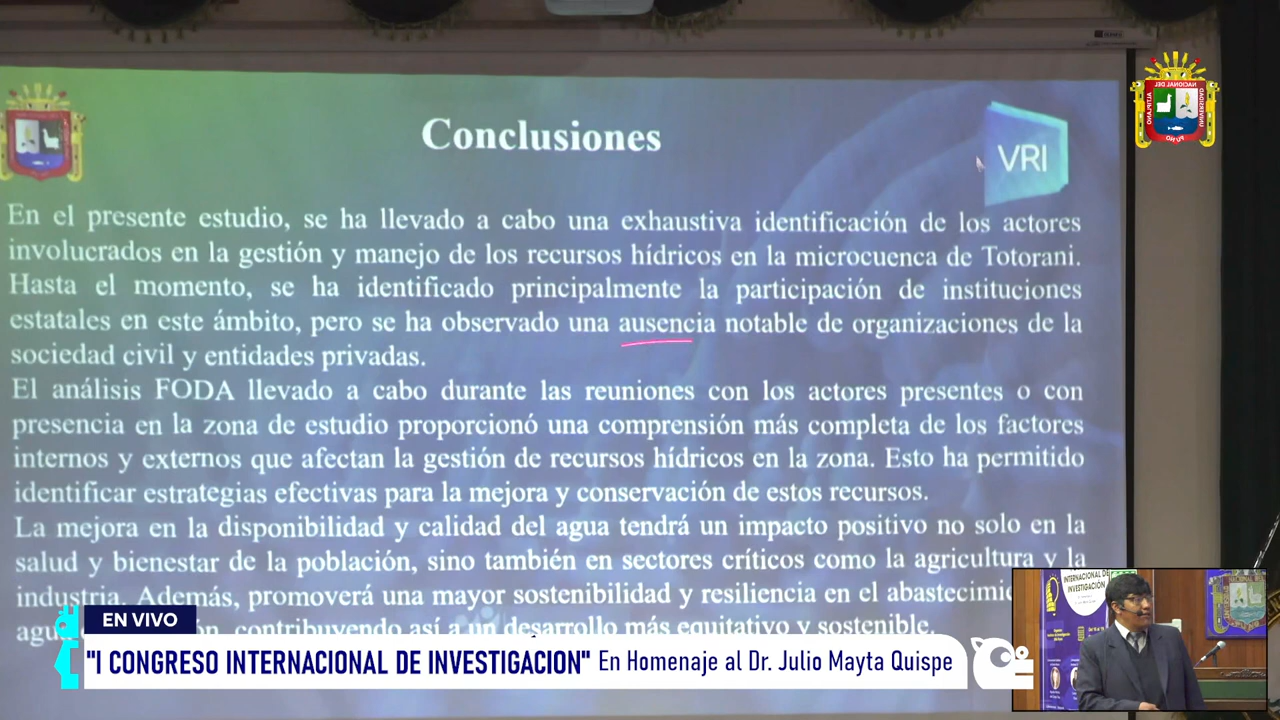 Conclusiones
VRI
En el presente estudio, se ha llevado a cabo una exhaustiva identificación de los actores
involucrados en la gestión y manejo de los recursos hídricos en la microcuenca de Totorani.
Hasta el momento, se ha identificado principalmente la participación de instituciones
estatales en este ámbito, pero se ha observado una ausencia notable de organizaciones de la
sociedad civil y entidades privadas.
El análisis FODA llevado a cabo durante las reuniones con los actores presentes o con
presencia en la zona de estudio proporcionó una comprensión más completa de los factores
internos y externos que afectan la gestión de recursos hídricos en la zona. Esto ha permitido
identificar estrategias efectivas para la mejora y conservación de estos recursos.
La mejora en la disponibilidad y calidad del agua tendrá un impacto positivo no solo en la
salud y bienestar de la población, sino también en sectores críticos como la agricultura y la
industria. Además, promoverá una mayor sostenibilidad y resiliencia en el
contribuyendo así a un desarrollo más equitativo y sostenible.
EN VIVO
"I CONGRESO INTERNACIONAL DE INVESTIGACION" En Homenaje al Dr. Julio Mayta Quispe
INTERNACIONAL DE
INVESTIGACIÓN